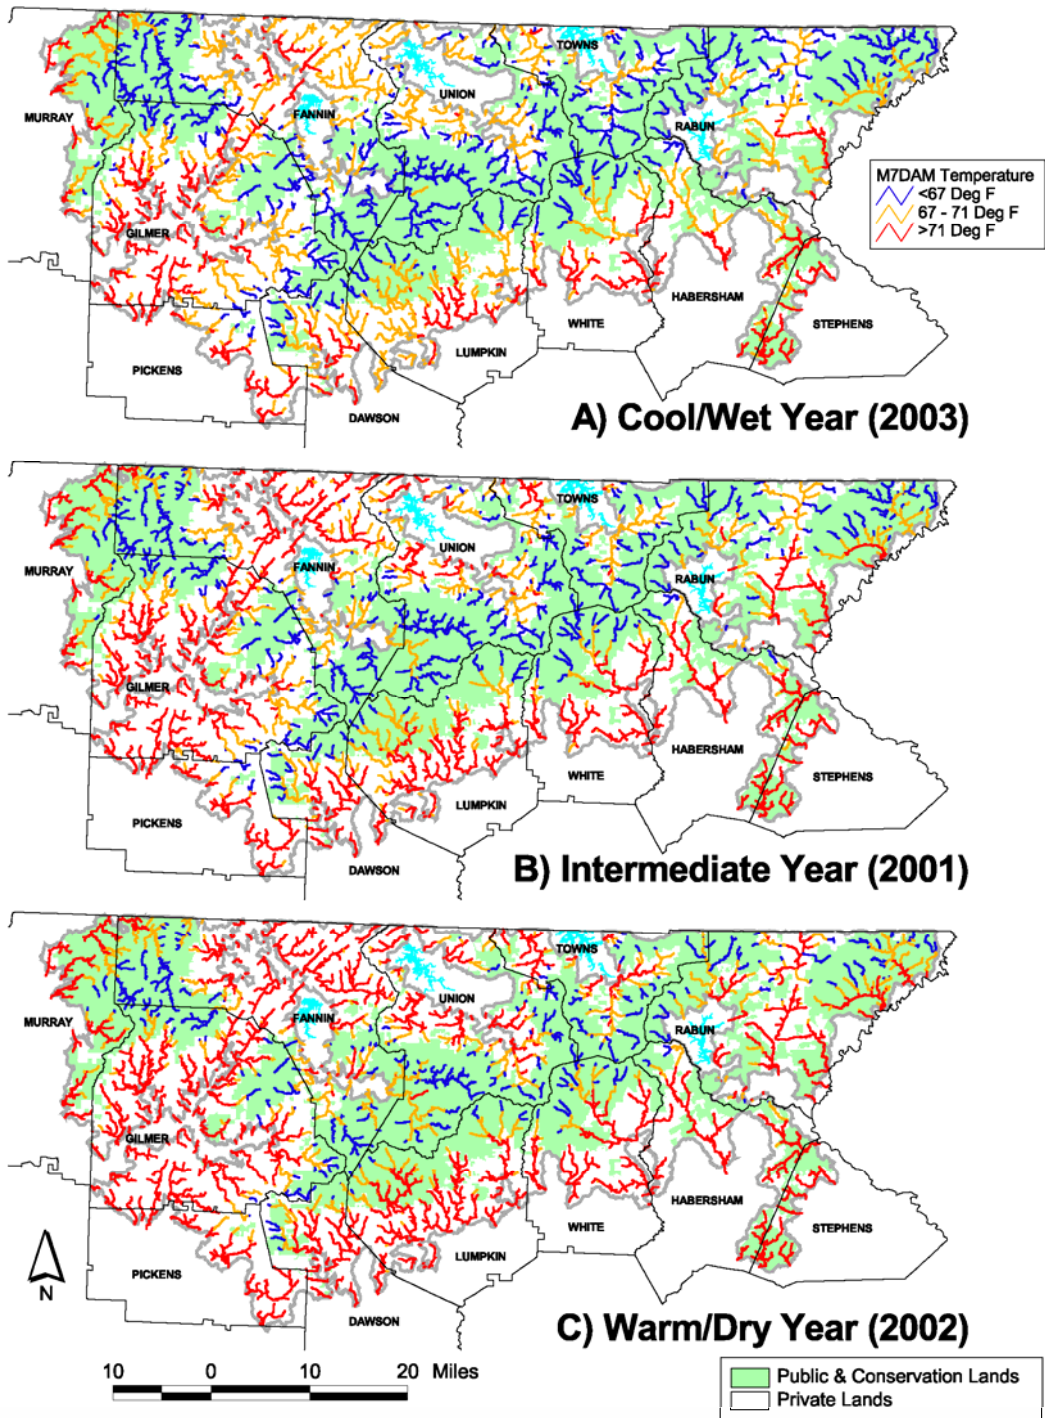 TOWNS
UNION
MURRAY
FANNIN
RABUN
M7DAM Temperature
<67 Deg F
67 - 71 Deg F
>71 Deg F
GILMER
HABERSHAM
WHITE
STEPHENS
LUMPKIN
PICKENS
DAWSON
A) Cool/Wet Year (2003)
TOWNS
UNION
MURRAY
FANNIN
RABUN
GILMER
HABERSHAM
WHITE
STEPHENS
LUMPKIN
PICKENS
DAWSON
B) Intermediate Year (2001)
TOWNS
UNION
MURRAY
FANNIN
RABUN
GILMER
HABERSHAM
WHITE
STEPHENS
LUMPKIN
PICKENS
N
DAWSON
C) Warm/Dry Year (2002)
10 0 10 20 Miles
Public & Conservation Lands
Private Lands